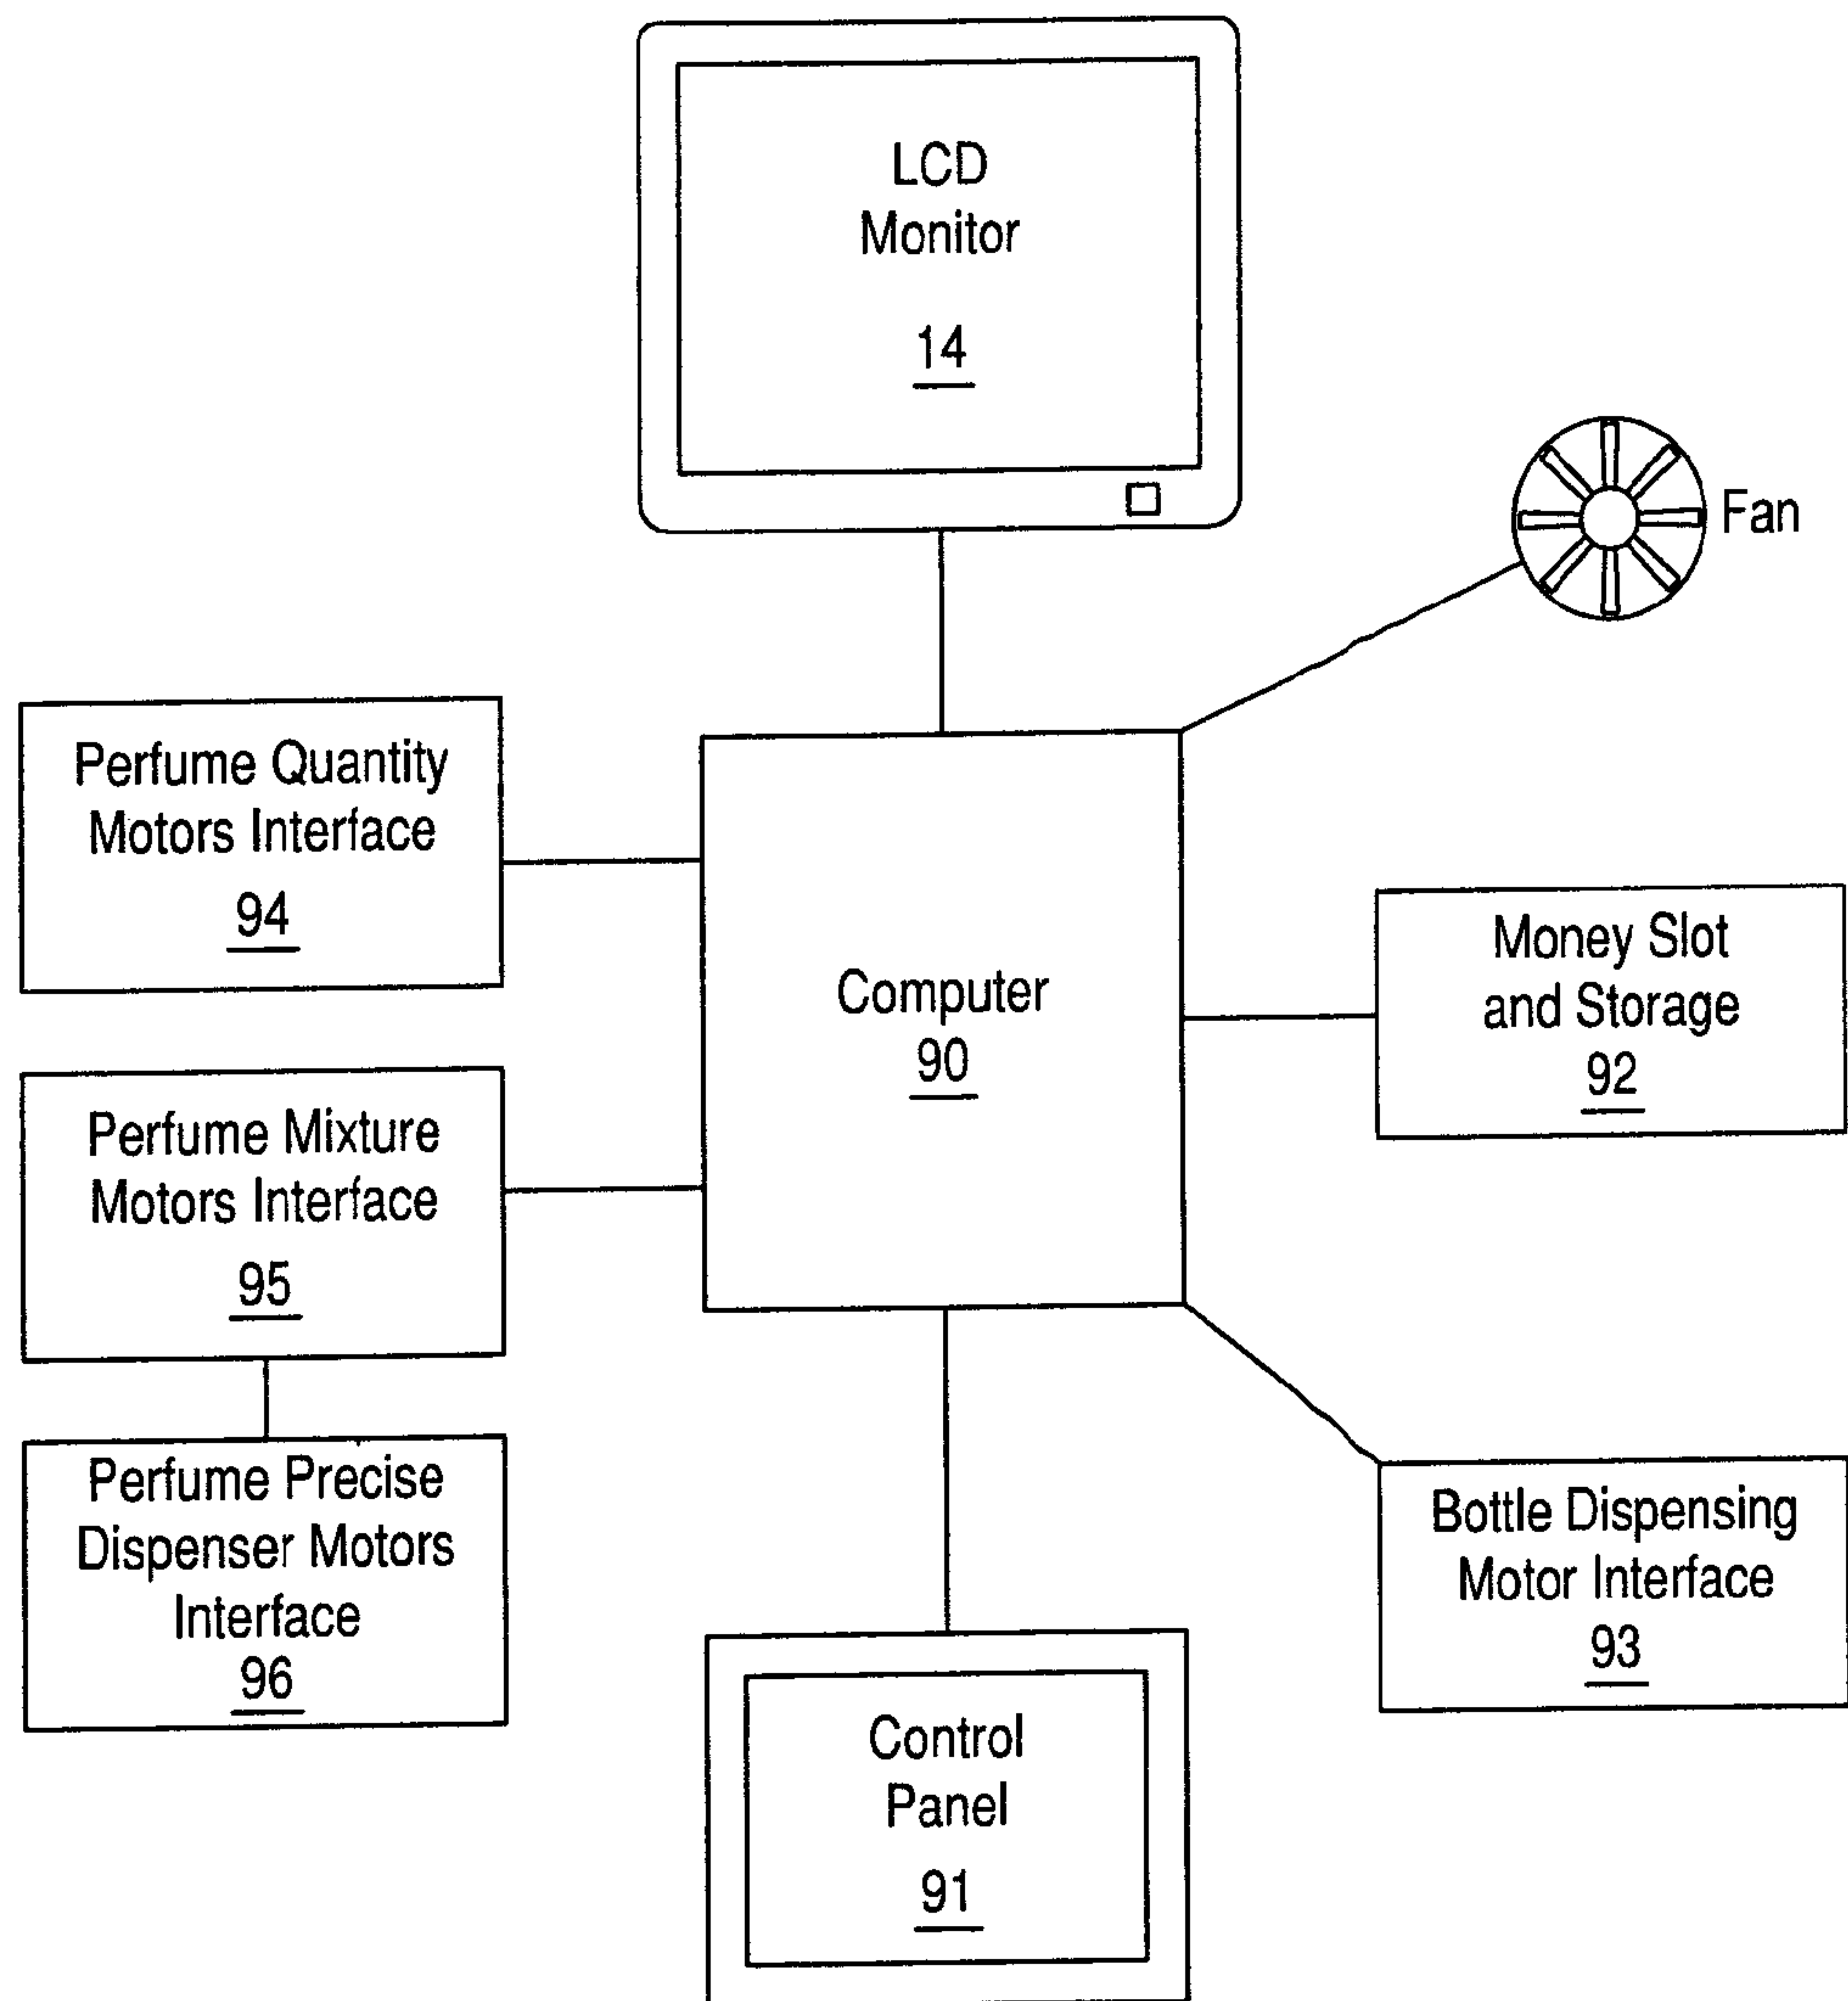 LCD
Monitor
14
Fan
Perfume Quantity
Motors Interface
94
Computer
90
Money Slot
and Storage
92
Perfume Mixture
Motors Interface
95
Perfume Precise
Dispenser Motors
Interface
96
Bottle Dispensing
Motor Interface
93
Control
Panel
91